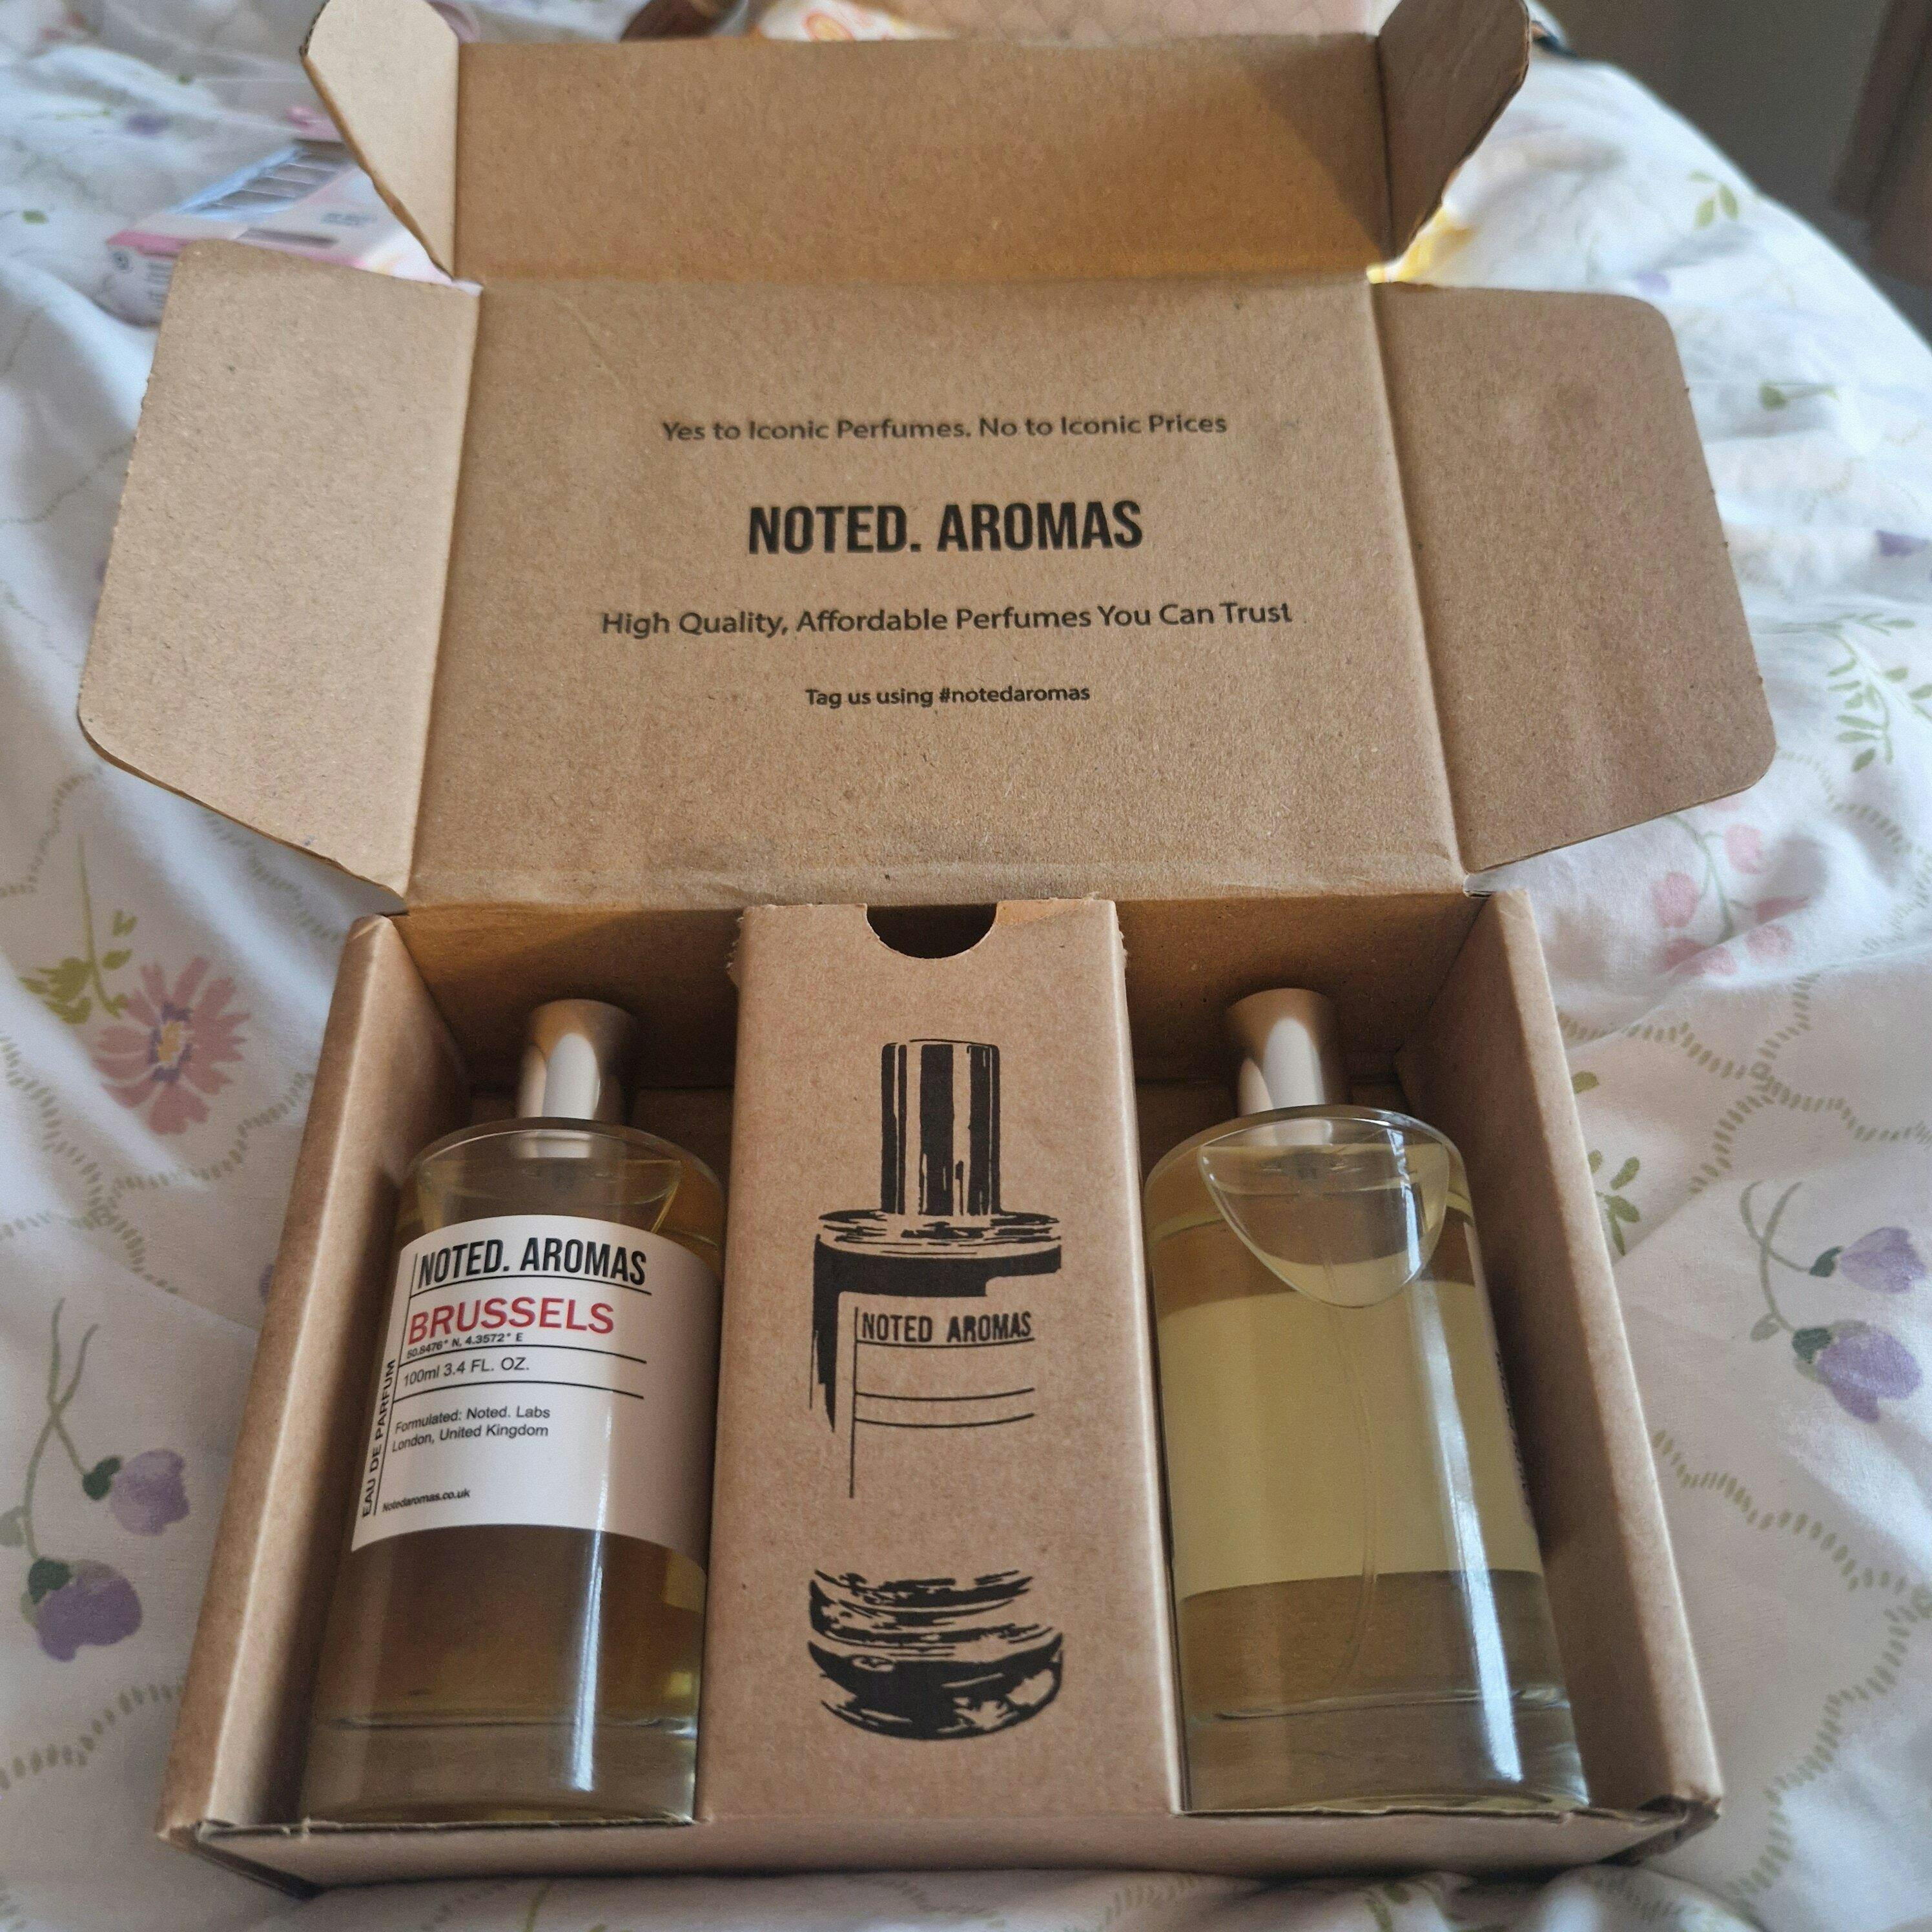 Yes to Iconic Perfumes. No to Iconic Prices
NOTED. AROMAS
High Quality, Affordable Perfumes You Can Trust
Tag us using #notedaromas
NOTED. AROMAS
BRUSSELS
50.8476° N, 4.3572° E
100ml 3.4 FL. OZ.
Formulated: Noted. Labs
London, United Kingdom
Notedaromas.co.uk
EAU DE PARFUM
NOTED AROMAS